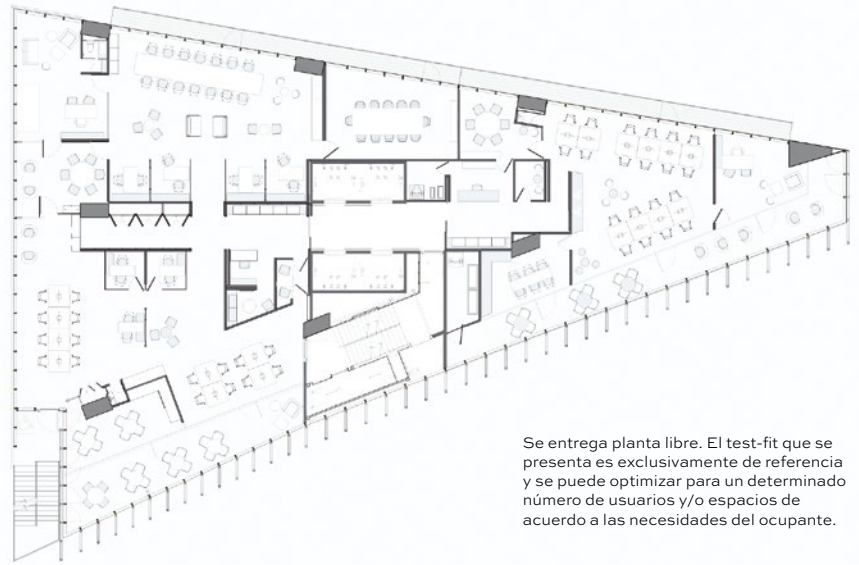 Se entrega planta libre. El test-fit que se
presenta es exclusivamente de referencia
y se puede optimizar para un determinado
número de usuarios y/o espacios de
acuerdo a las necesidades del ocupante.